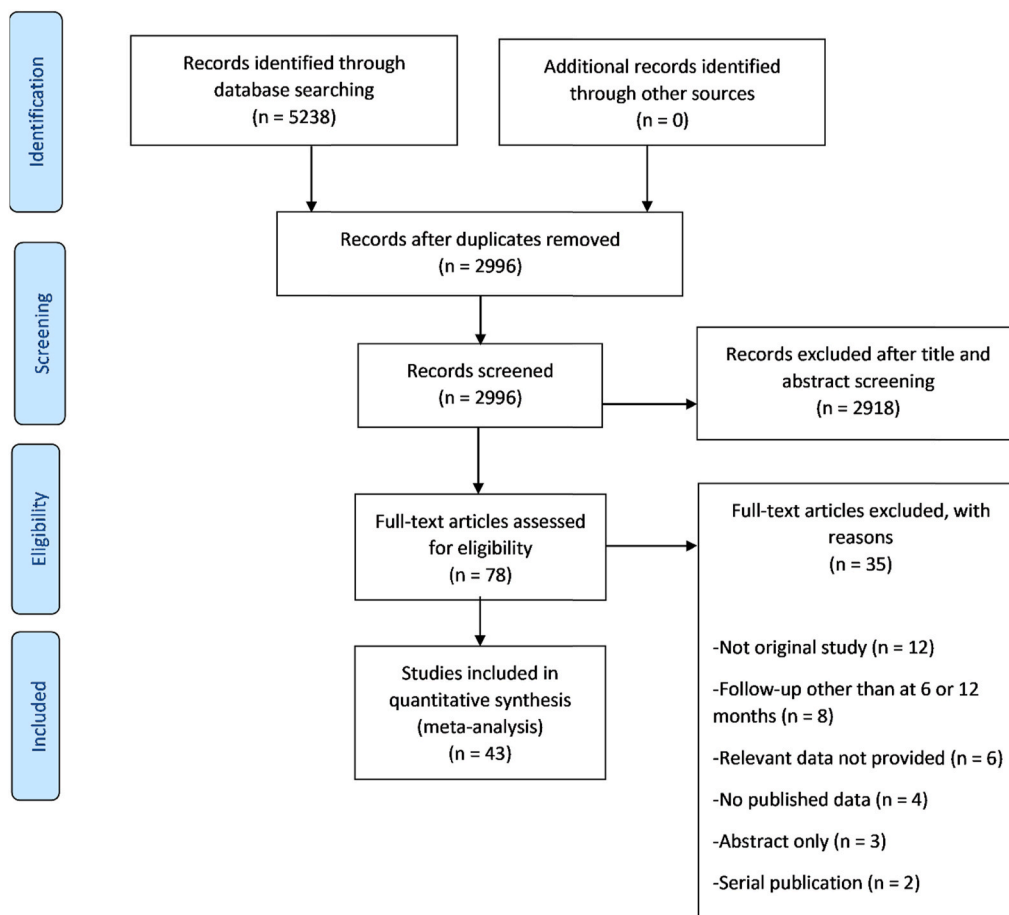 Identification
Records identified through
database searching
(n = 5238)
Additional records identified
through other sources
(n = 0)
Records after duplicates removed
(n = 2996)
Screening
Records screened
(n = 2996)
Records excluded after title and
abstract screening
(n = 2918)
Eligibility
Full-text articles assessed
for eligibility
(n = 78)
Full-text articles excluded, with
reasons
(n = 35)
-Not original study (n = 12)
-Follow-up other than at 6 or 12
months (n = 8)
-Relevant data not provided (n = 6)
-No published data (n = 4)
-Abstract only (n = 3)
-Serial publication (n = 2)
Included
Studies included in
quantitative synthesis
(meta-analysis)
(n = 43)